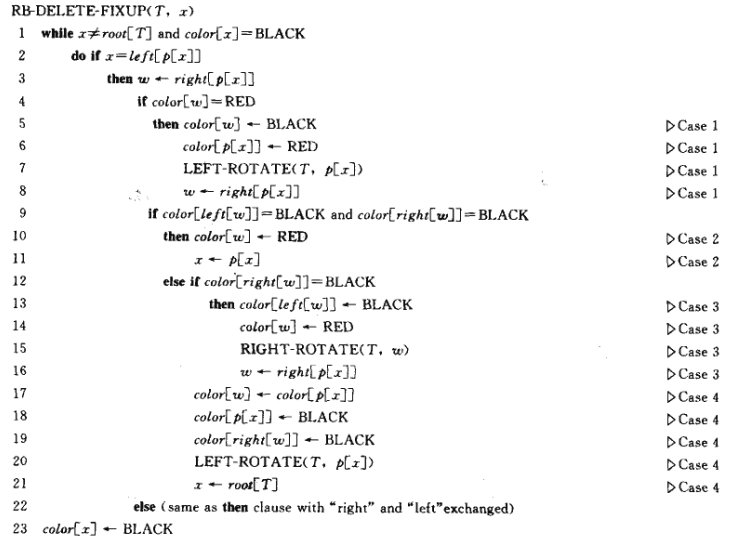 RB-DELETE-FIXUP(T, x)
1 while x≠root[T] and color[x]=BLACK
2 do if x=left[p[x]]
3 then w ← right[p[x]]
4 if color[w]=RED
5 then color[w] ← BLACK ▷Case 1
6 color[p[x]] ← RED ▷Case 1
7 LEFT-ROTATE(T, p[x]) ▷Case 1
8 w ← right[p[x]] ▷Case 1
9 if color[left[w]]=BLACK and color[right[w]]=BLACK
10 then color[w] ← RED ▷Case 2
11 x ← p[x] ▷Case 2
12 else if color[right[w]]=BLACK
13 then color[left[w]] ← BLACK ▷Case 3
14 color[w] ← RED ▷Case 3
15 RIGHT-ROTATE(T, w) ▷Case 3
16 w ← right[p[x]] ▷Case 3
17 color[w] ← color[p[x]] ▷Case 4
18 color[p[x]] ← BLACK ▷Case 4
19 color[right[w]] ← BLACK ▷Case 4
20 LEFT-ROTATE(T, p[x]) ▷Case 4
21 x ← root[T] ▷Case 4
22 else (same as then clause with “right” and “left”exchanged)
23 color[x] ← BLACK